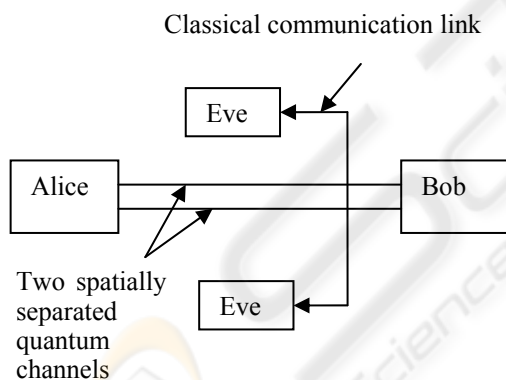 Classical communication link
Eve
Alice
Bob
Two spatially
separated
quantum
channels
Eve